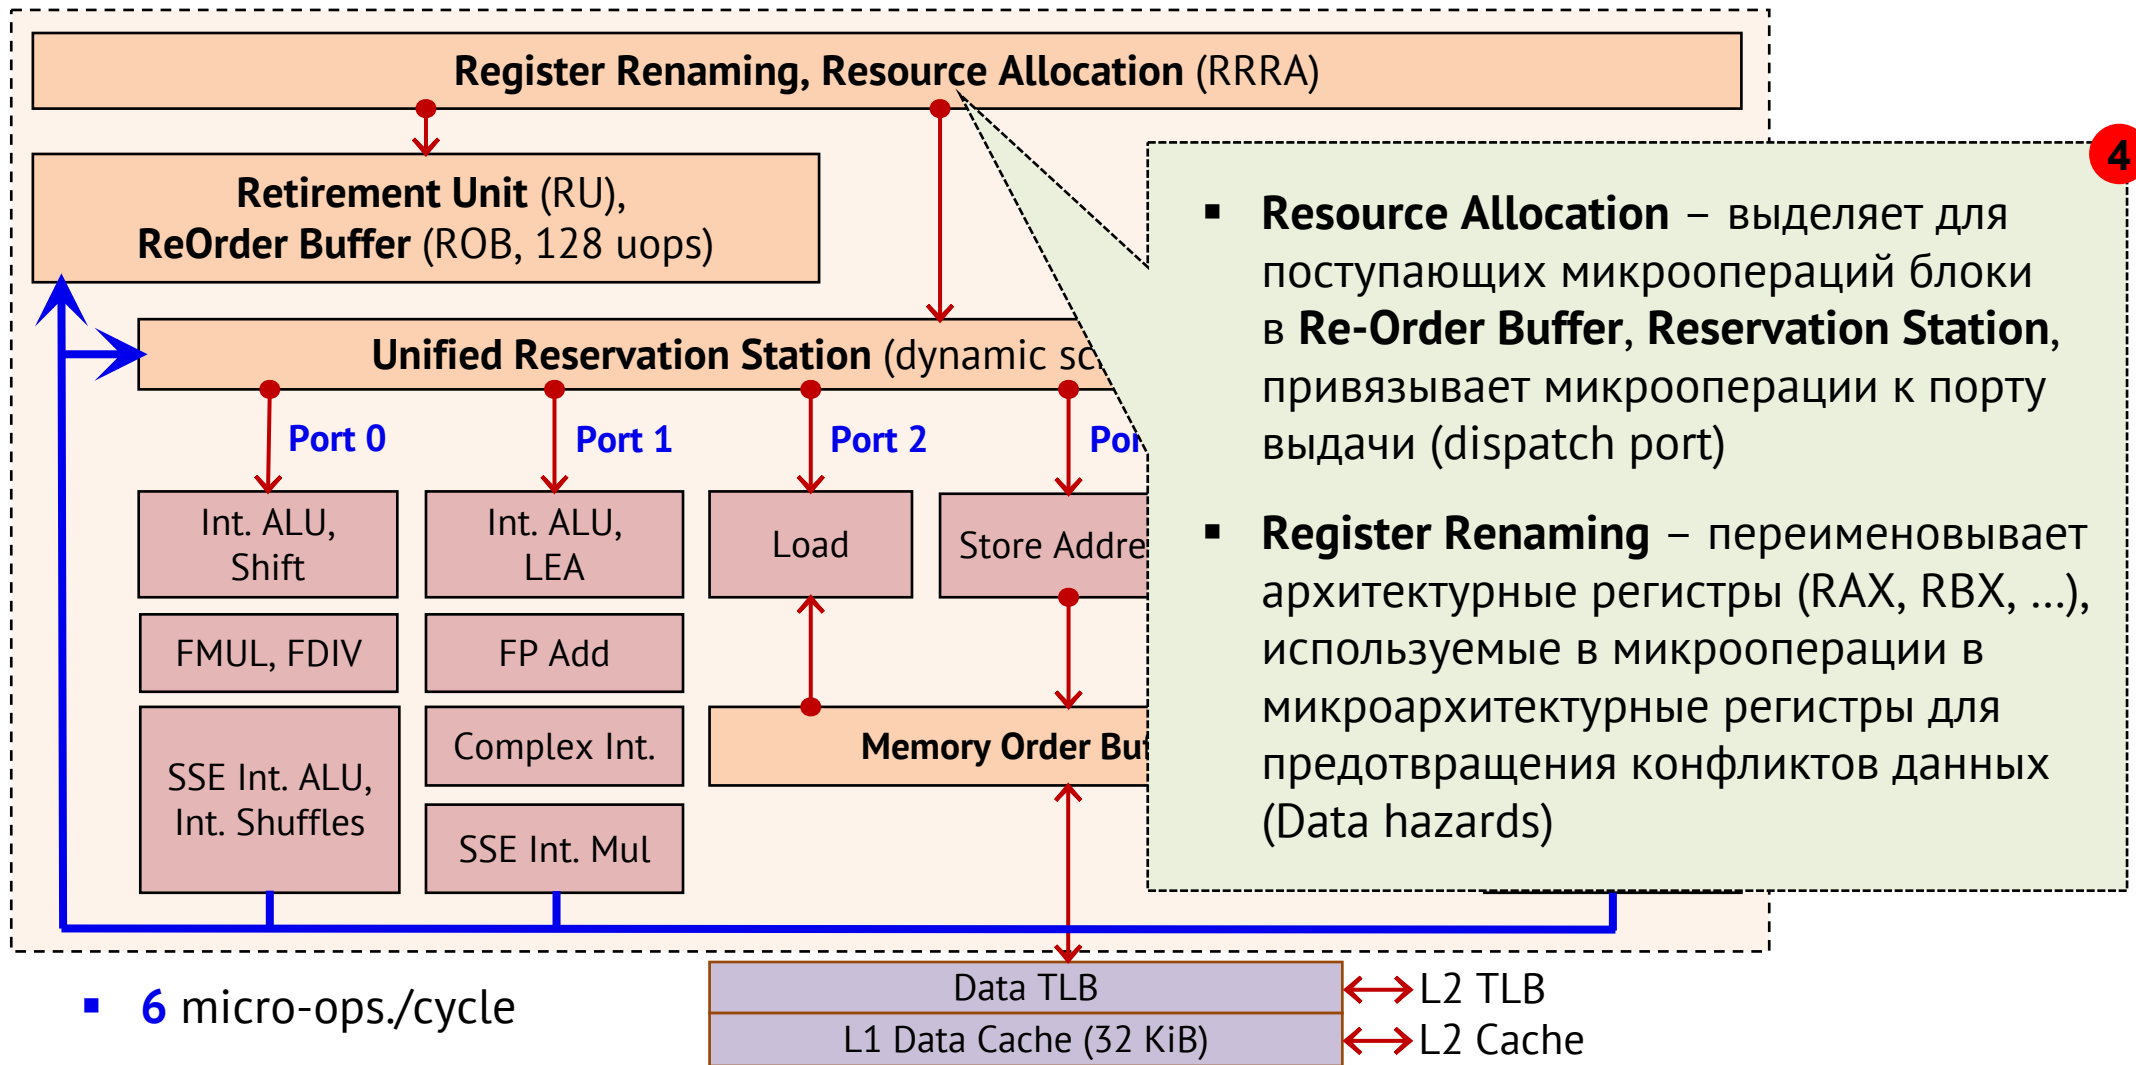 Register Renaming, Resource Allocation (RRRA)
Retirement Unit (RU),
ReOrder Buffer (ROB, 128 uops)
Unified Reservation Station (dynamic
Port 0
Port 1
Port 2
Int. ALU,
Shift
Int. ALU,
LEA
Load
Store
FMUL, FDIV
FP Add
SSE Int. ALU,
Int. Shuffles
Complex Int.
SSE Int. Mul
Memory Order
4
▪ Resource Allocation – выделяет для
поступающих микроопераций блоки
в Re-Order Buffer, Reservation Station,
привязывает микрооперации к порту
выдачи (dispatch port)
▪ Register Renaming – переименовывает
архитектурные регистры (RAX, RBX, ...),
используемые в микрооперации в
микроархитектурные регистры для
предотвращения конфликтов данных
(Data hazards)
▪ 6 micro-ops./cycle
Data TLB
L1 Data Cache (32 KiB)
L2 TLB
L2 Cache